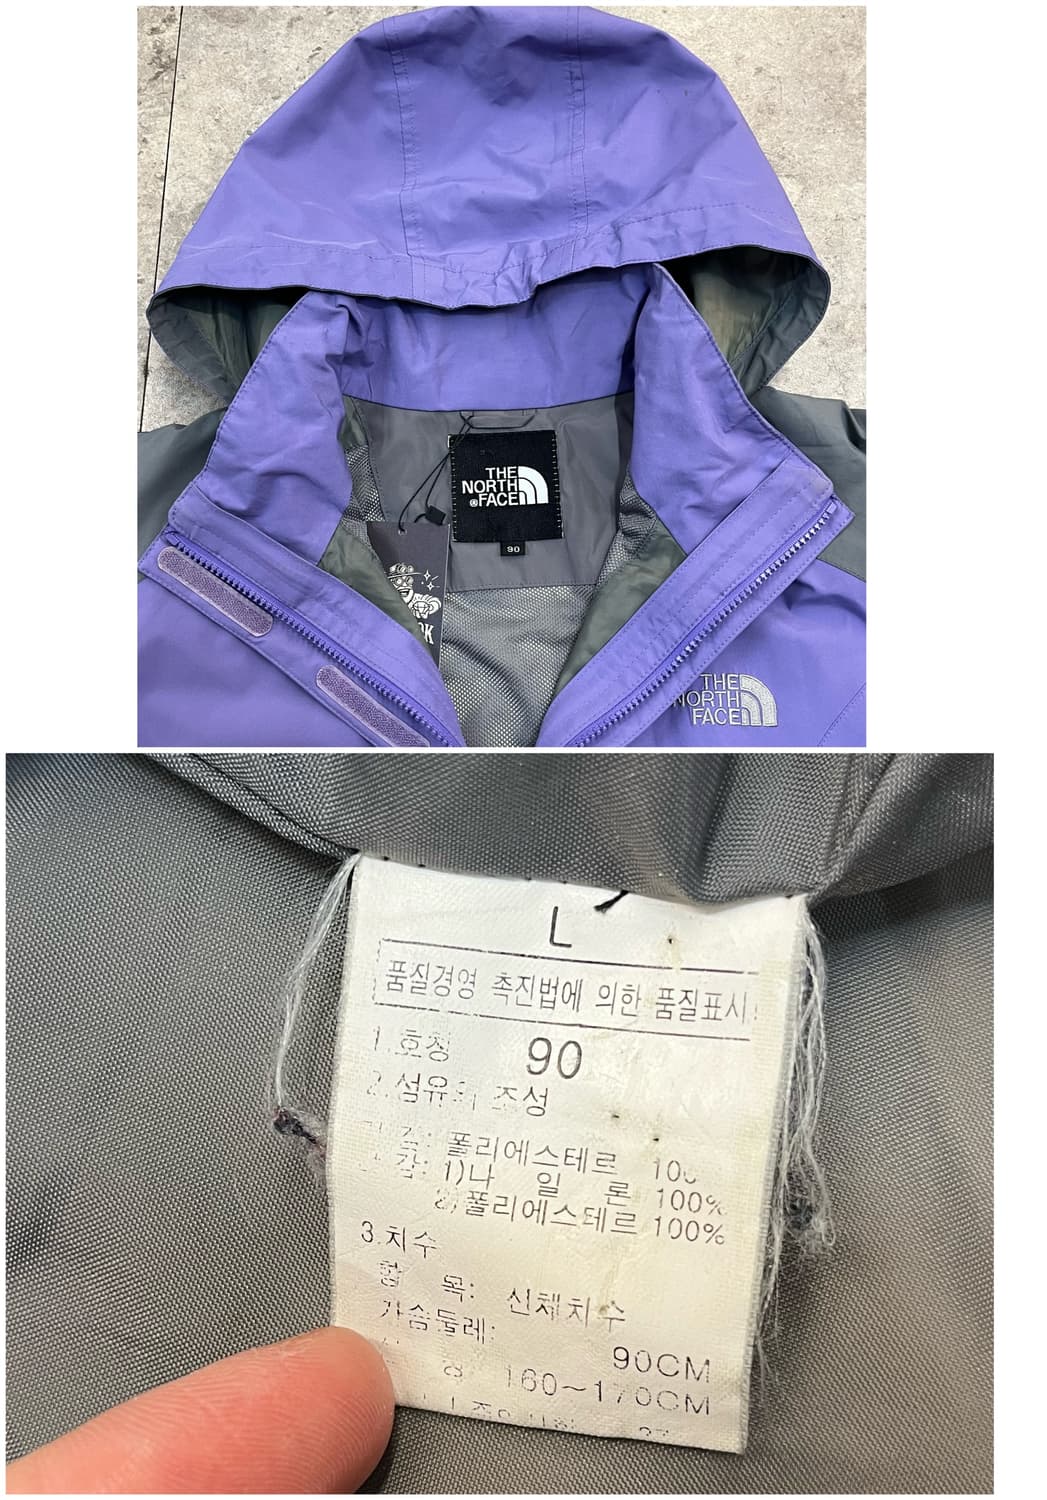 THE
NORTH
FACE
90
THE
NORTH
FACE
L
품질경영 촉진법에 의한 품질표시
1.호칭 90
2.섬유의 조성
폴리에스테르
1)나 일 론 100%
2)폴리에스테르 100%
3.치수
항 목: 신체치수
가슴둘레:
90CM
160~170CM